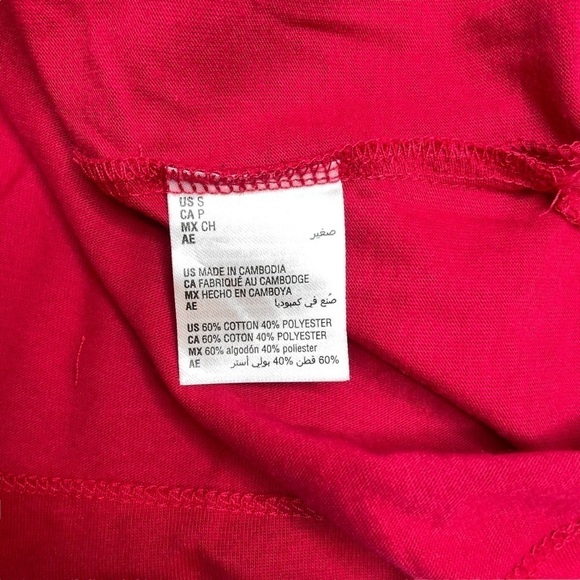 US S
CA P
MX CH
AE صغير
US MADE IN CAMBODIA
CA FABRIQUÉ AU CAMBODGE
MX HECHO EN CAMBOYA
AE صُنع في كمبوديا
US 60% COTTON 40% POLYESTER
CA 60% COTON 40% POLYESTER
MX 60% algodón 40% poliester
AE 60% قطن 40% بولي أستر